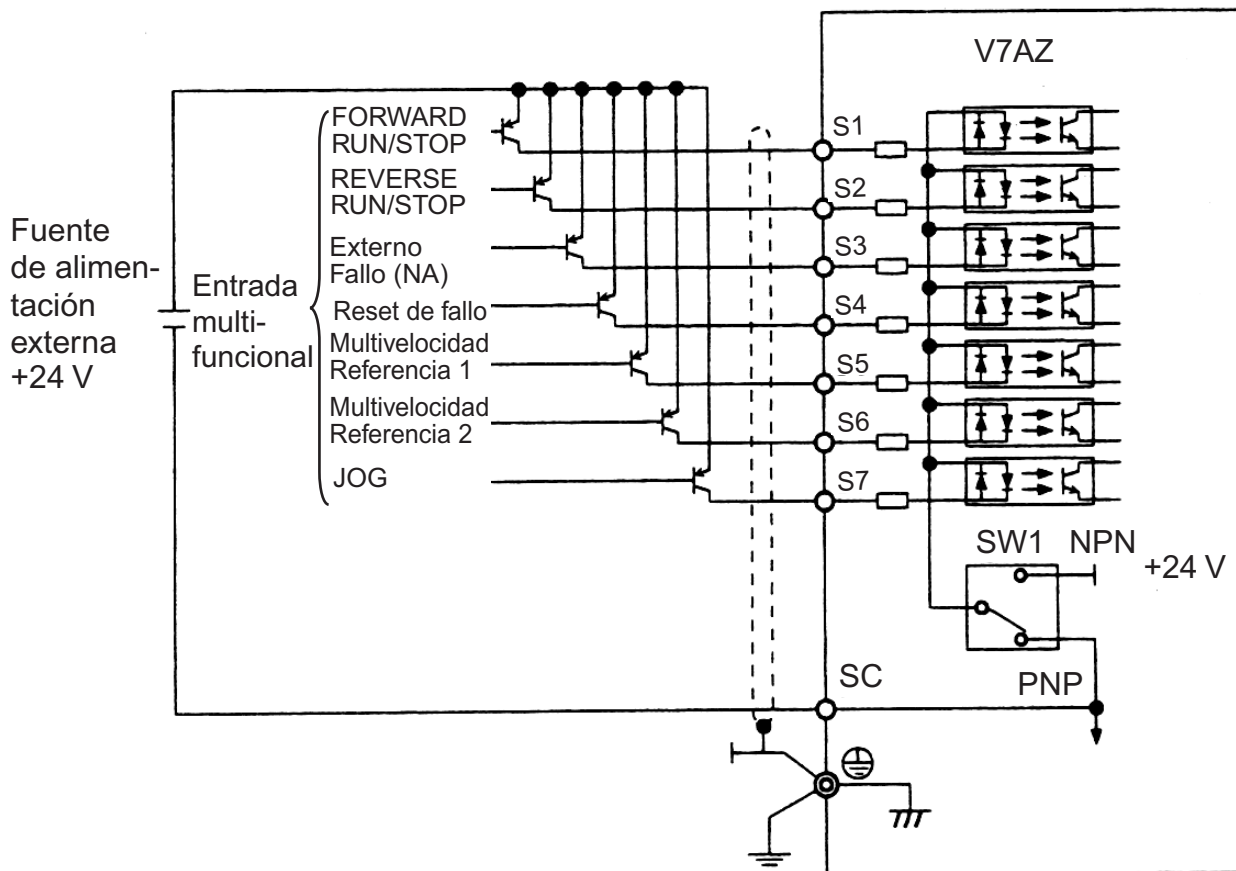 V7AZ
FORWARD
RUN/STOP
REVERSE
RUN/STOP
Externo
Fallo (NA)
Reset de fallo
Multivelocidad
Referencia 1
Multivelocidad
Referencia 2
JOG
Entrada
multi-
funcional
Fuente
de alimen-
tación
externa
+24 V
S1
S2
S3
S4
S5
S6
S7
SW1 NPN
+24 V
PNP
SC